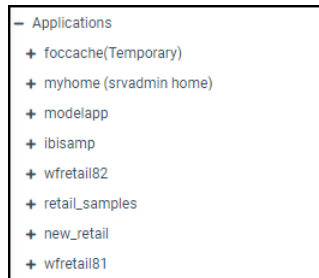 Applications
foccache(Temporary)
myhome (srvadmin home)
modelapp
ibisamp
wfretail82
retail_samples
new_retail
wfretail81